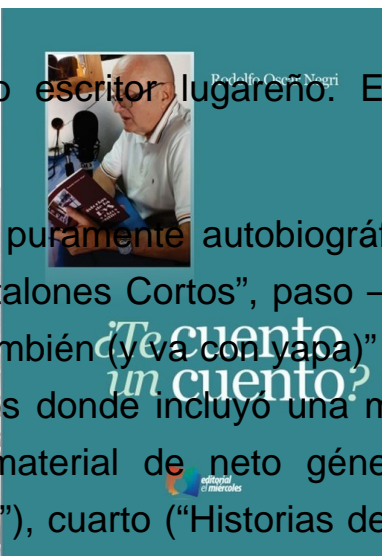 Rodolfo Oscar Negri
o escritor lugareño. E
puramente autobiográf
talones Cortos”, paso –
mbién (y va con yapa)”
¿Te cuento
un cuento?
s donde incluyó una m
material de neto géne
editorial
el miércoles
”), cuarto (“Historias de